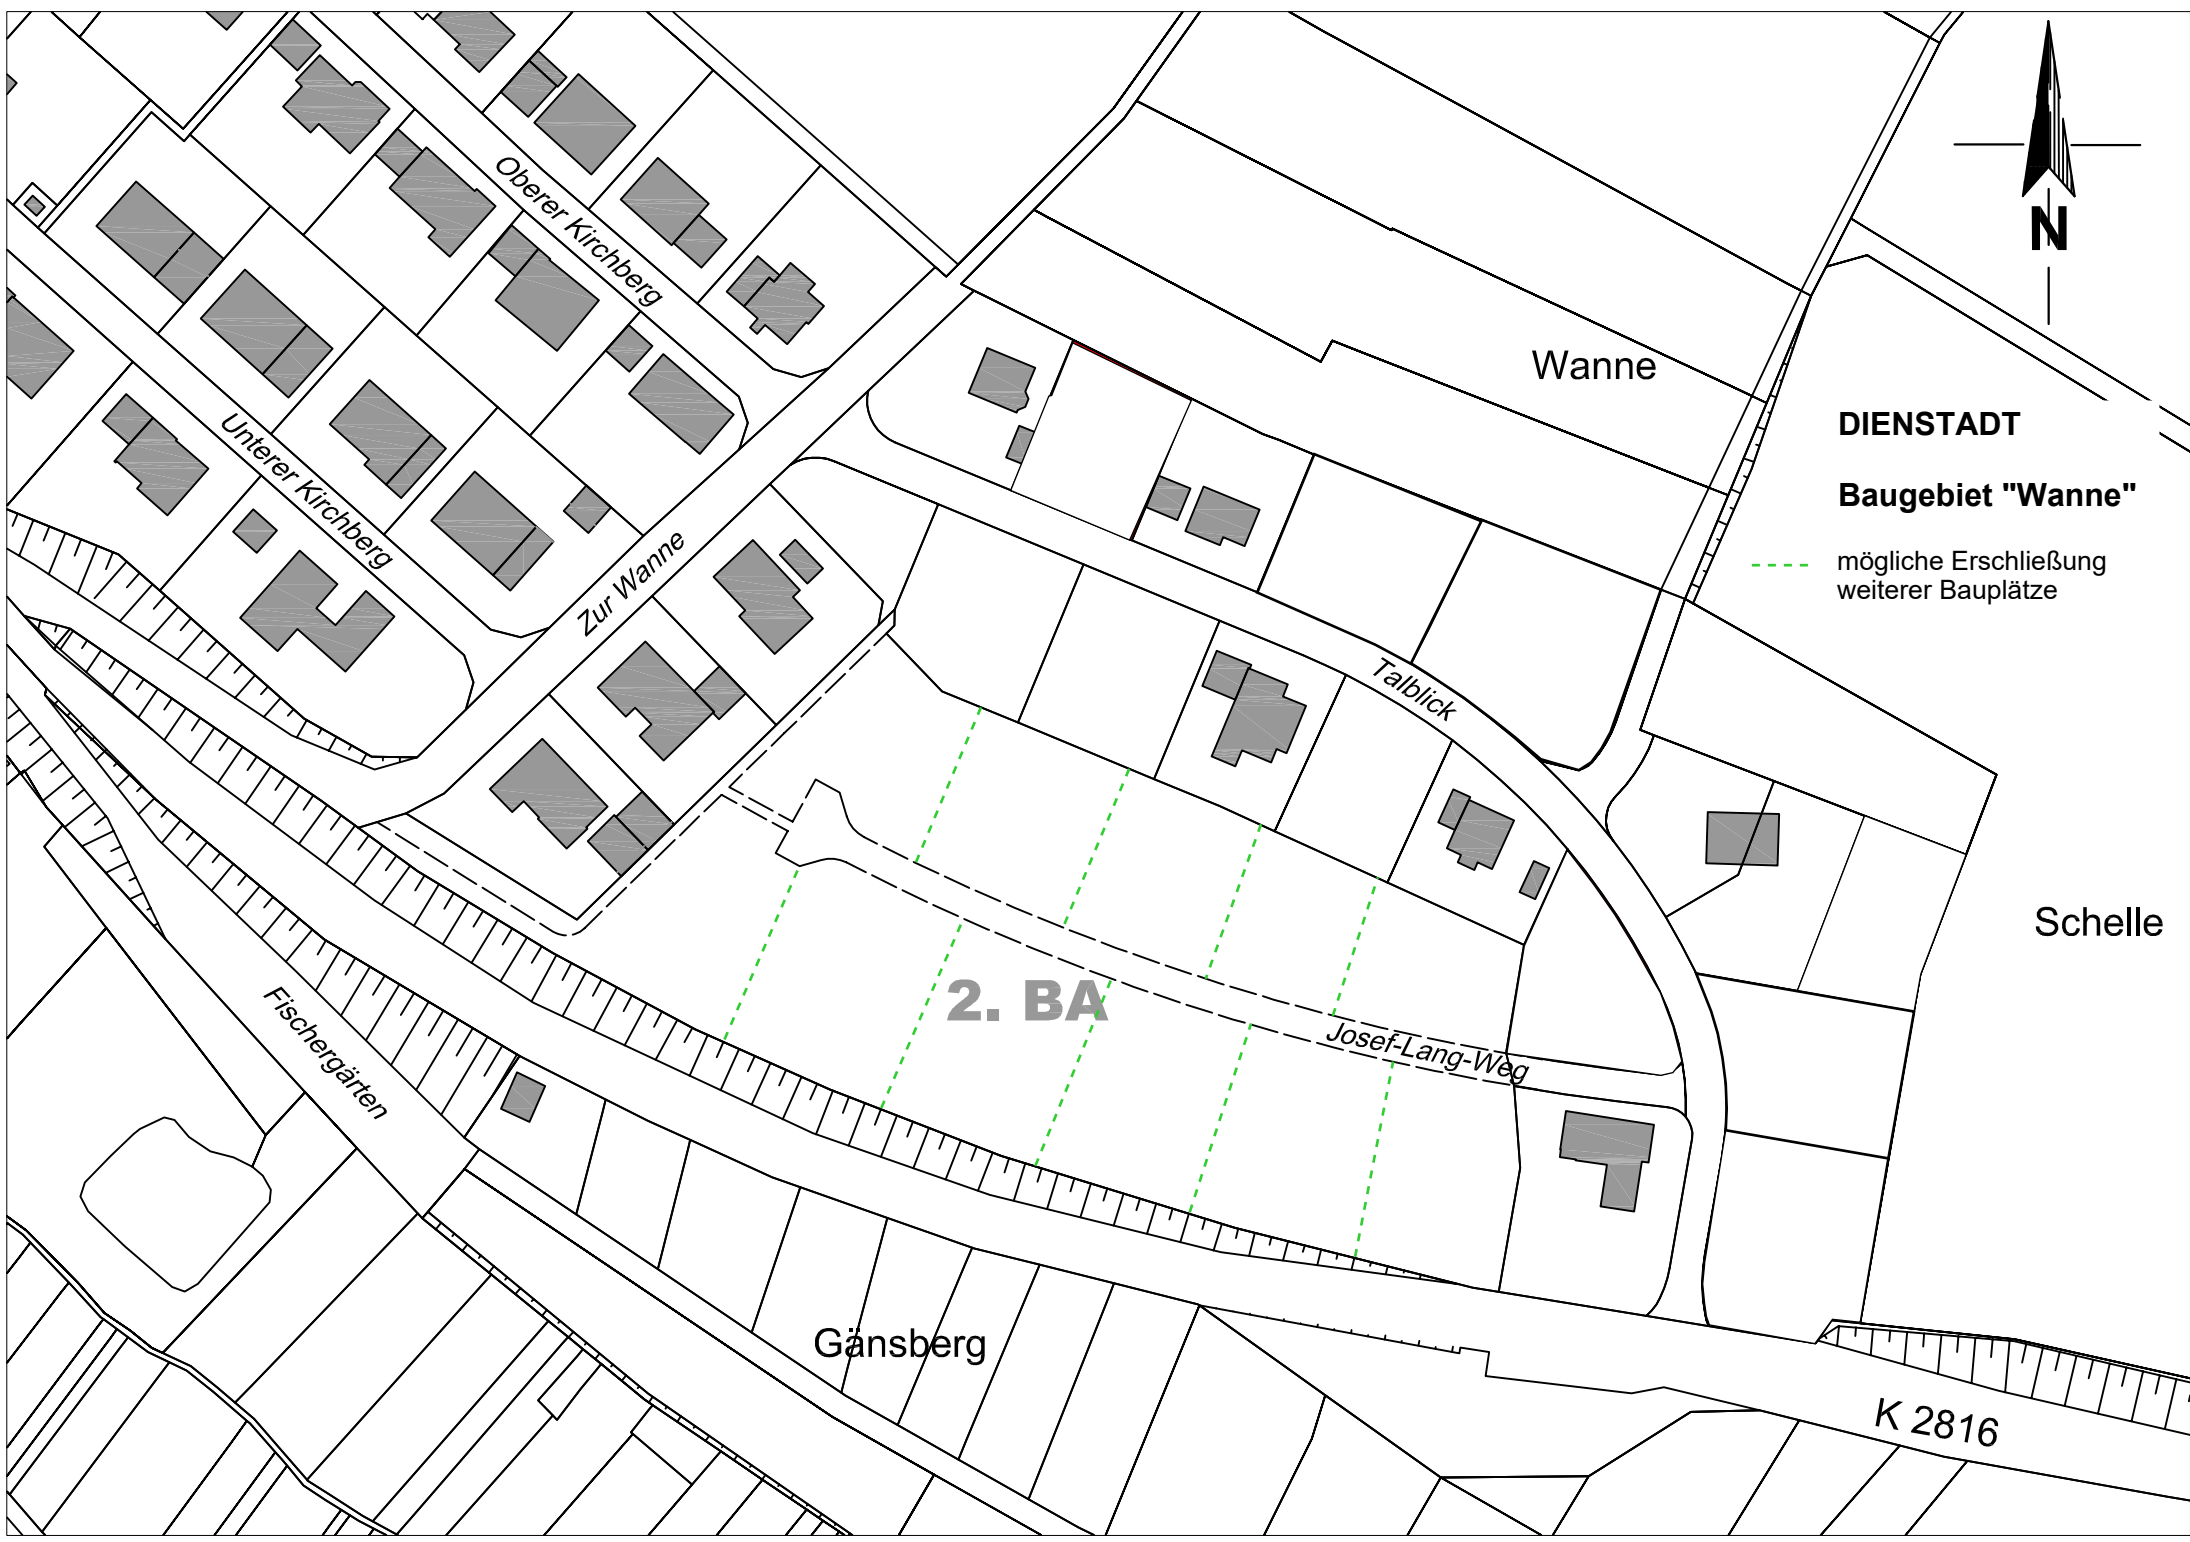 Oberer Kirchberg
N
Wanne
DIENSTADT
Baugebiet "Wanne"
mögliche Erschließung
weiterer Bauplätze
Unterer Kirchberg
Zur Wanne
Talblick
Schelle
2. BA
Josef-Lang-Weg
Fischergärten
Gänsberg
K 2816